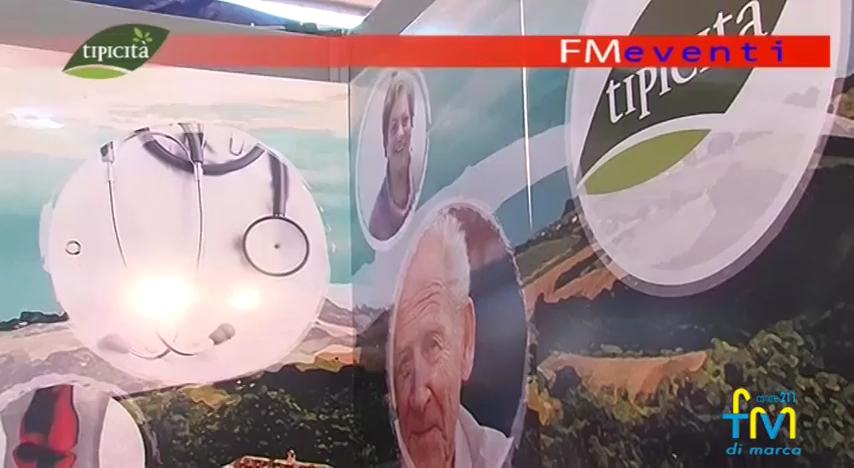 TIPICITÀ
FMeventi
TIPICITÀ
canale 211
fm
di marca